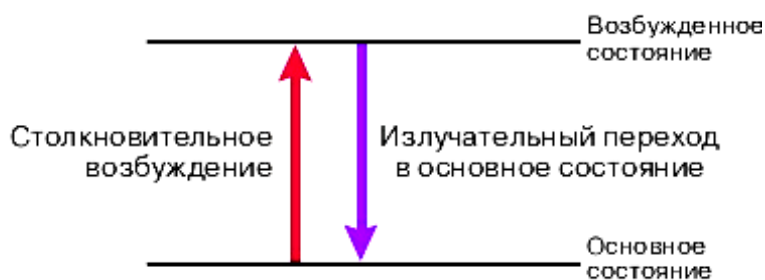 Возбужденное
состояние
Столкновительное
возбуждение
Излучательный переход
в основное состояние
Основное
состояние